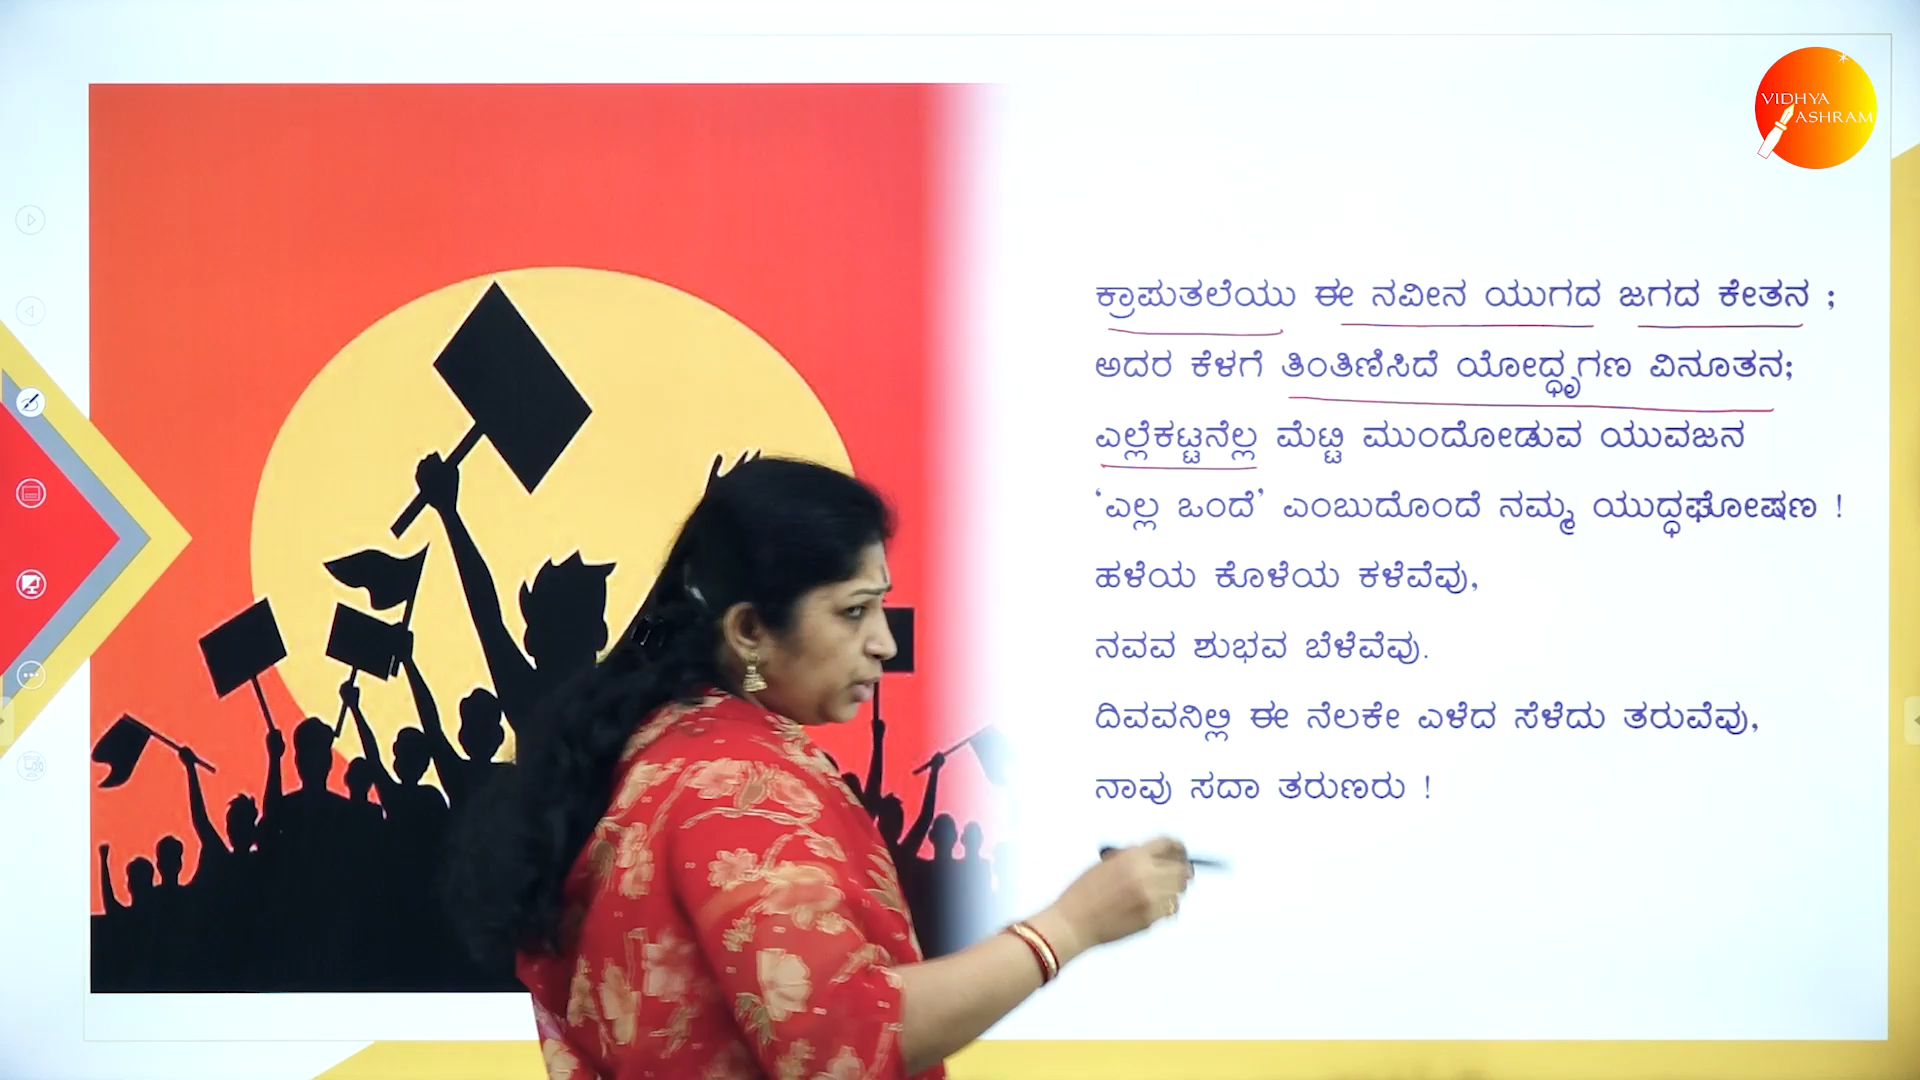 VIDHYA
ASHRAM
ಕ್ರಾಪುತಲೆಯು ಈ ನವೀನ ಯುಗದ ಜಗದ ಕೇತನ ;
ಅದರ ಕೆಳಗೆ ತಿಂತಿಣಿಸಿದೆ ಯೋದ್ಧೃಗಣ ವಿನೂತನ;
ಎಲ್ಲೆಕಟ್ಟನೆಲ್ಲ ಮೆಟ್ಟಿ ಮುಂದೋಡುವ ಯುವಜನ
‘ಎಲ್ಲ ಒಂದೆ’ ಎಂಬುದೊಂದೆ ನಮ್ಮ ಯುದ್ಧಘೋಷಣ !
ಹಳೆಯ ಕೊಳೆಯ ಕಳೆವೆವು,
ನವವ ಶುಭವ ಬೆಳೆವೆವು.
ದಿವವನಿಲ್ಲಿ ಈ ನೆಲಕೇ ಎಳೆದ ಸೆಳೆದು ತರುವೆವು,
ನಾವು ಸದಾ ತರುಣರು !